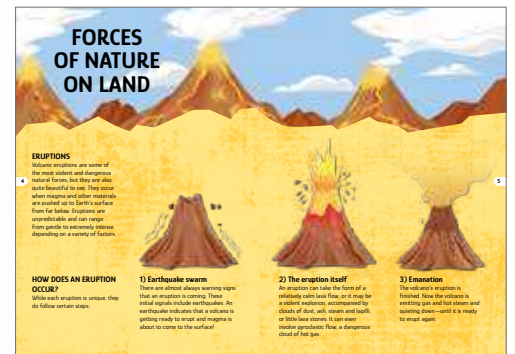 FORCES
OF NATURE
ON LAND
ERUPTIONS
Volcanic eruptions are some of
the most violent and dangerous
natural forces, but they are also
quite beautiful to see. They occur
when magma and other materials
are pushed up to Earth's surface
from far below. Eruptions are
unpredictable and can range
from gentle to extremely intense
depending on a variety of factors.
4
5
HOW DOES AN ERUPTION
OCCUR?
While each eruption is unique, they
do follow certain steps:
1) Earthquake swarm
There are almost always warning signs
that an eruption is coming. These
initial signals include earthquakes. An
earthquake indicates that a volcano is
getting ready to erupt and magma is
about to come to the surface!
2) The eruption itself
An eruption can take the form of a
relatively calm lava flow, or it may be
a violent explosion, accompanied by
clouds of dust, ash, steam and lapilli,
or little lava stones. It can even
involve pyroclastic flow, a dangerous
cloud of hot gas.
3) Emanation
The volcano's eruption is
finished. Now the volcano is
emitting gas and hot steam and
quieting down—until it is ready
to erupt again.